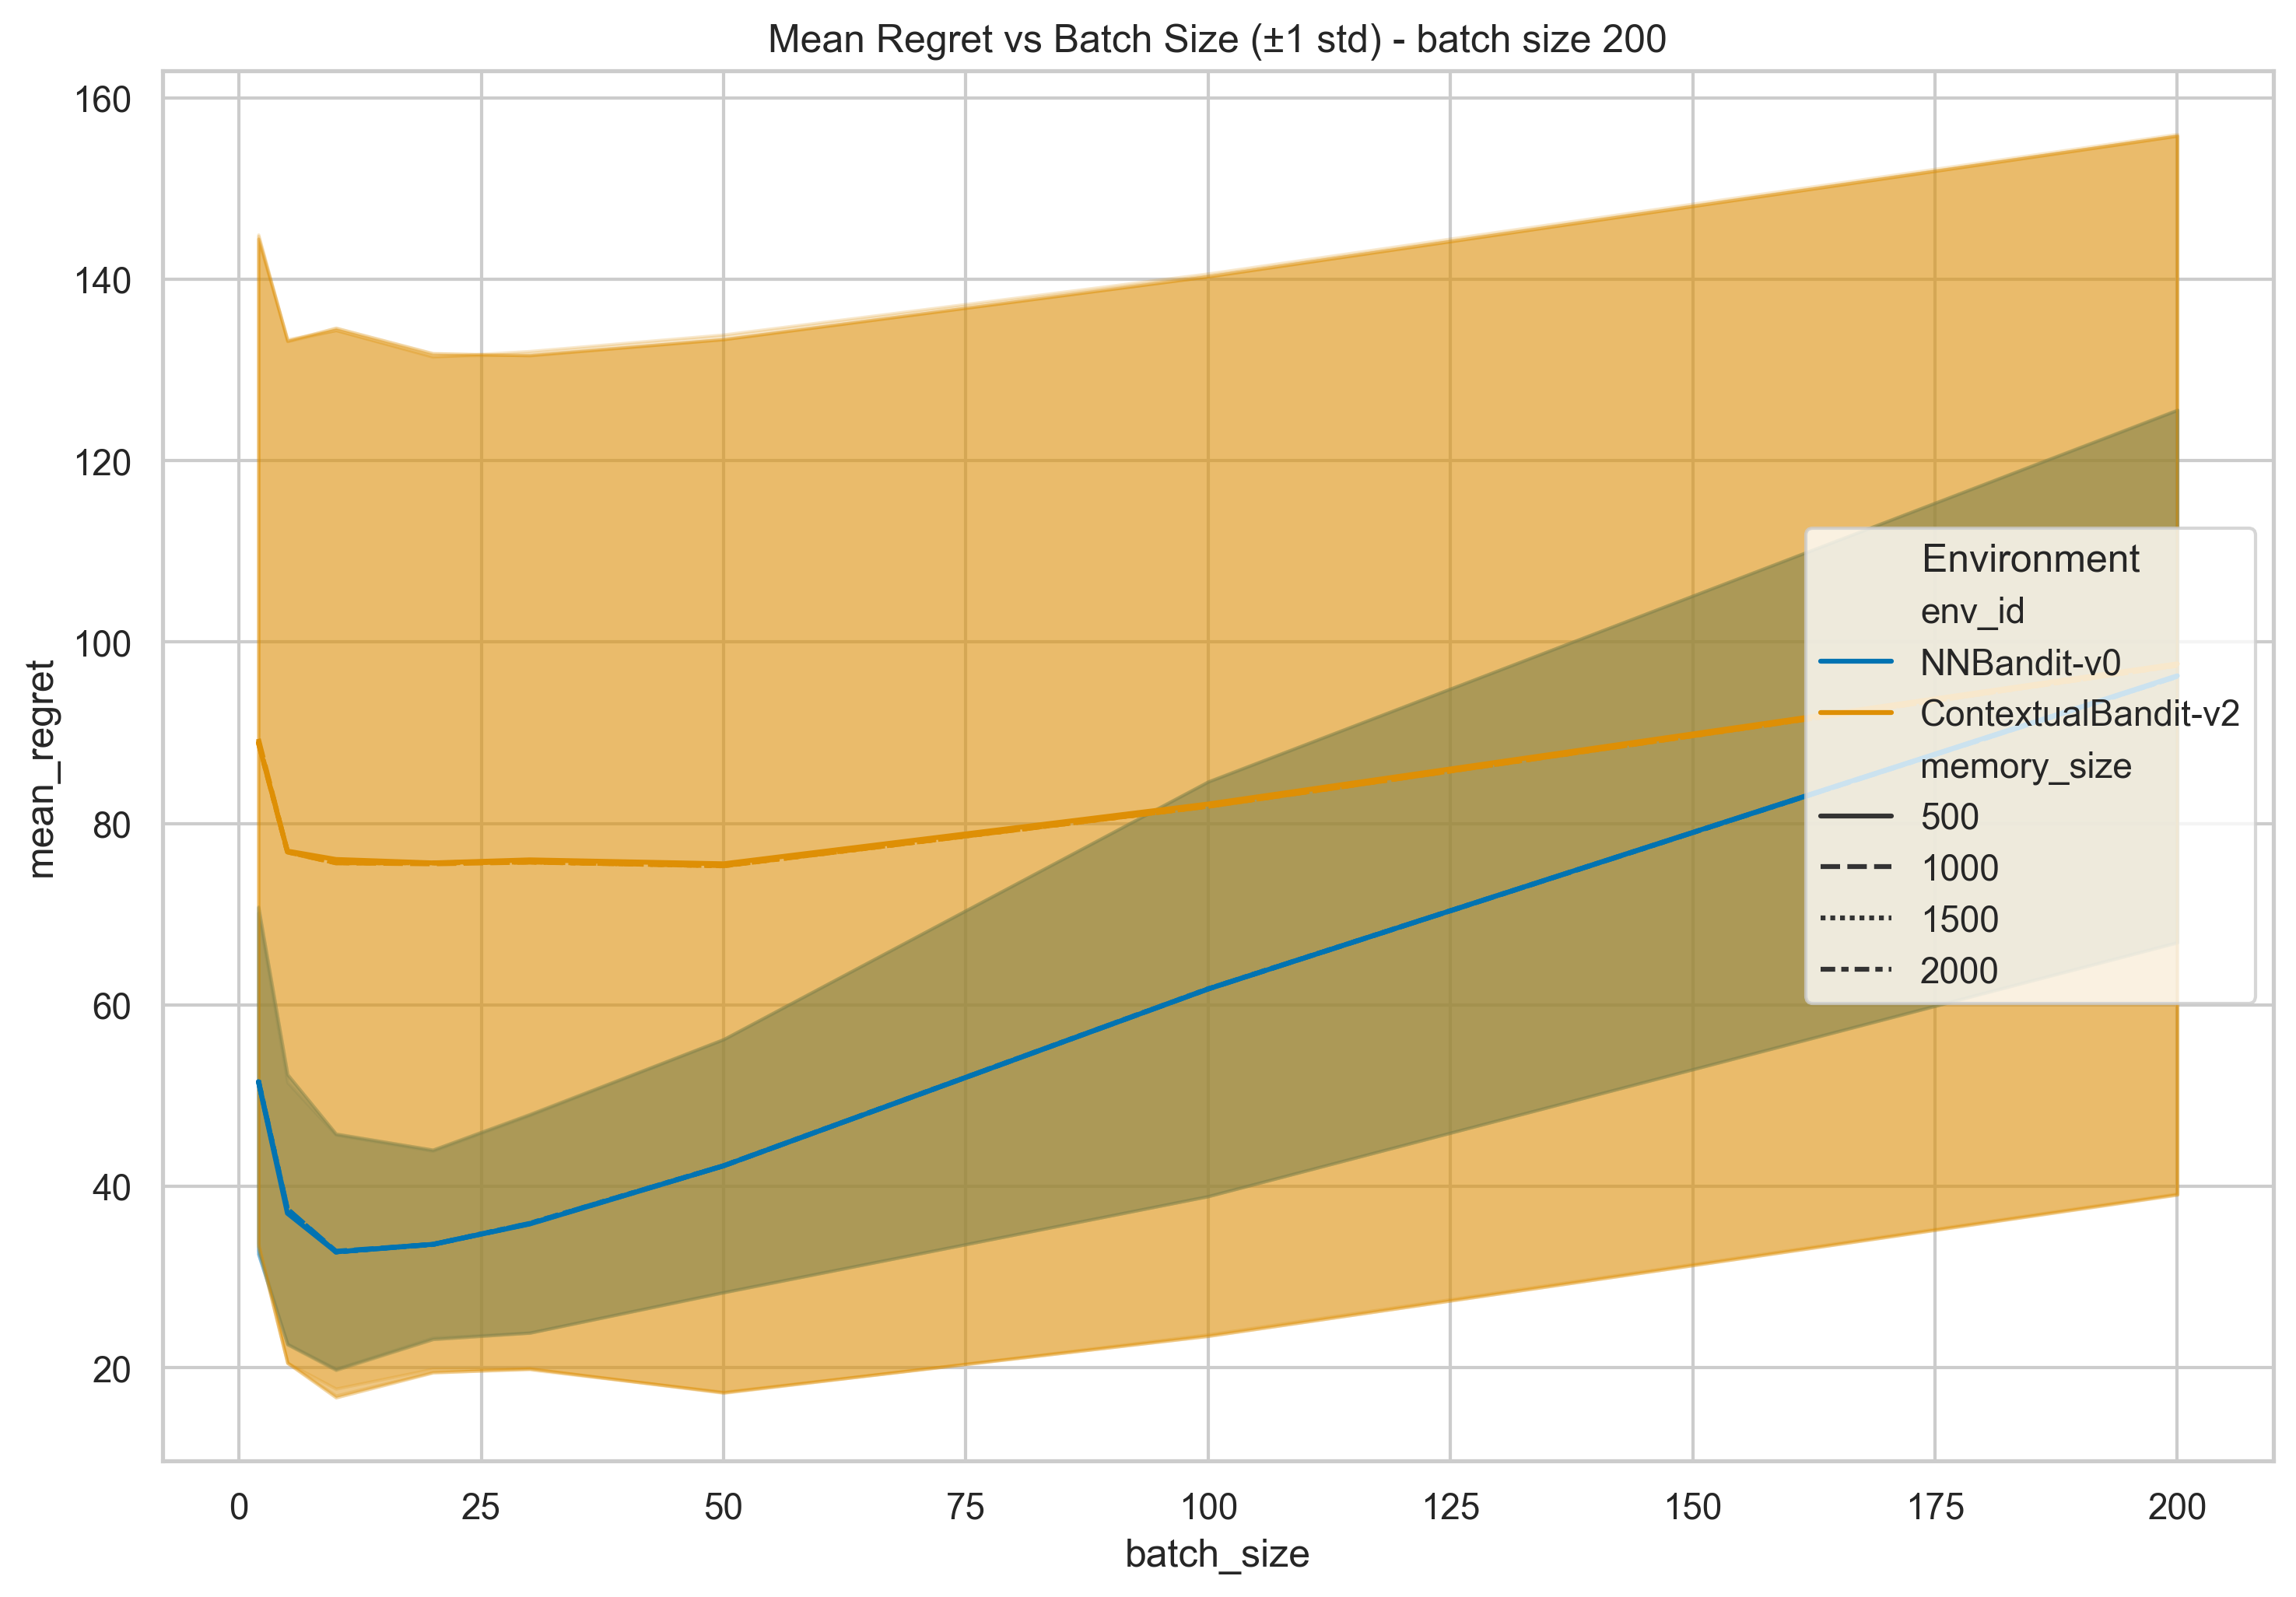 Mean Regret vs Batch Size (±1 std) - batch size 200
160
140
120
100
80
60
40
20
mean_regret
Environment
env_id
NNBandit-v0
ContextualBandit-v2
memory_size
500
1000
1500
2000
0 25 50 75 100 125 150 175 200
batch_size